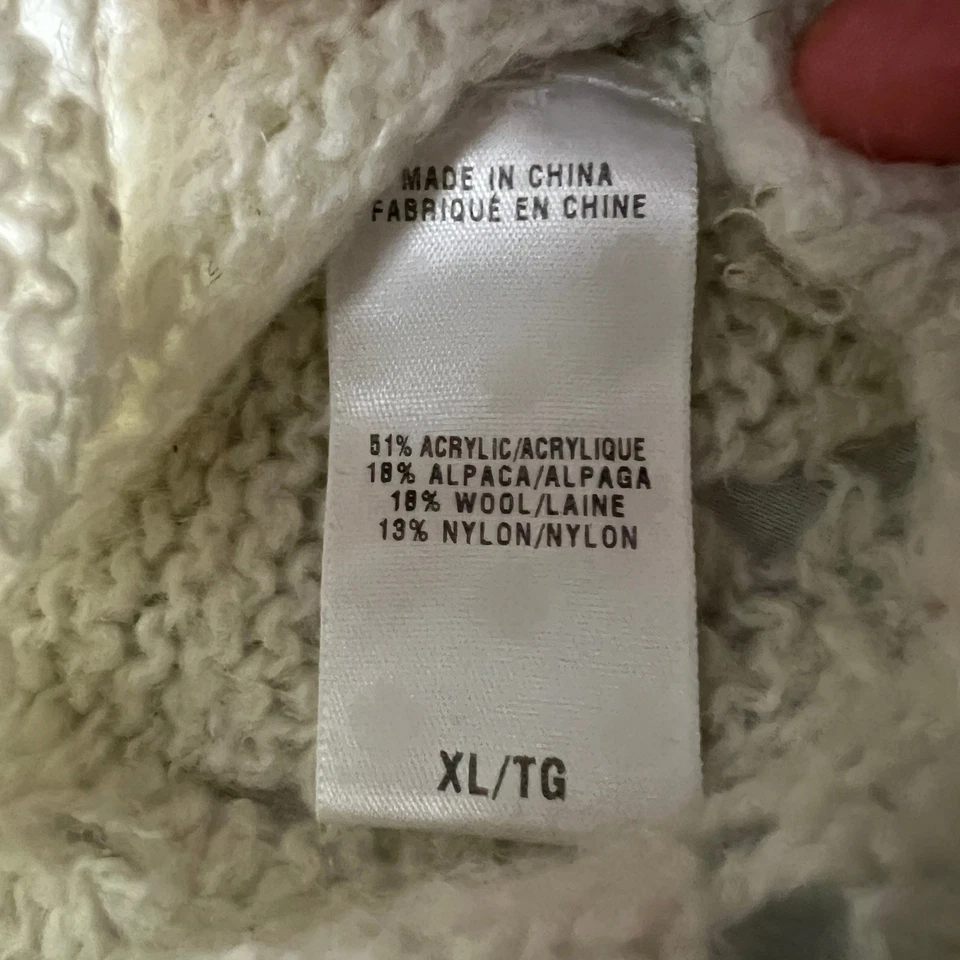 MADE IN CHINA
FABRIQUÉ EN CHINE
51% ACRYLIC/ACRYLIQUE
18% ALPACA/ALPAGA
18% WOOL/LAINE
13% NYLON/NYLON
XL/TG